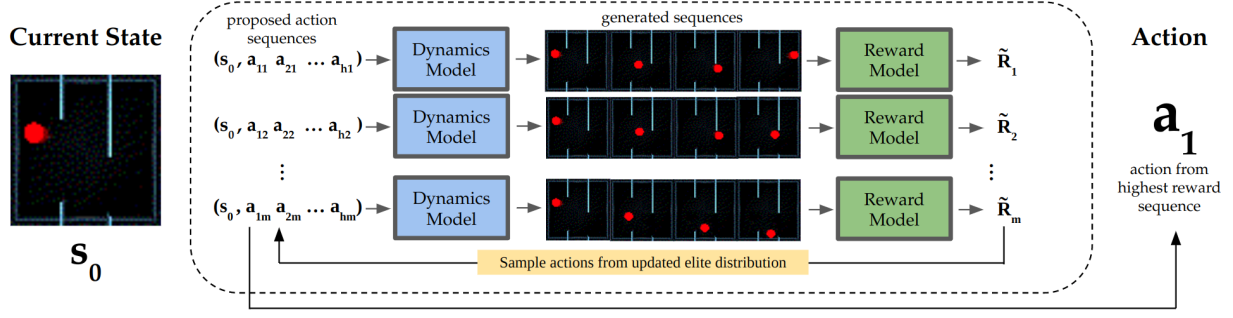 Current State
s0
proposed action
sequences
generated sequences
(s0 , a11 a21 … ah1)
Dynamics
Model
Reward
Model
R̃1
(s0 , a12 a22 … ah2)
Dynamics
Model
Reward
Model
R̃2
⋮
⋮
(s0 , a1m a2m … ahm)
Dynamics
Model
Reward
Model
R̃m
Sample actions from updated elite distribution
Action
a1
action from
highest reward
sequence